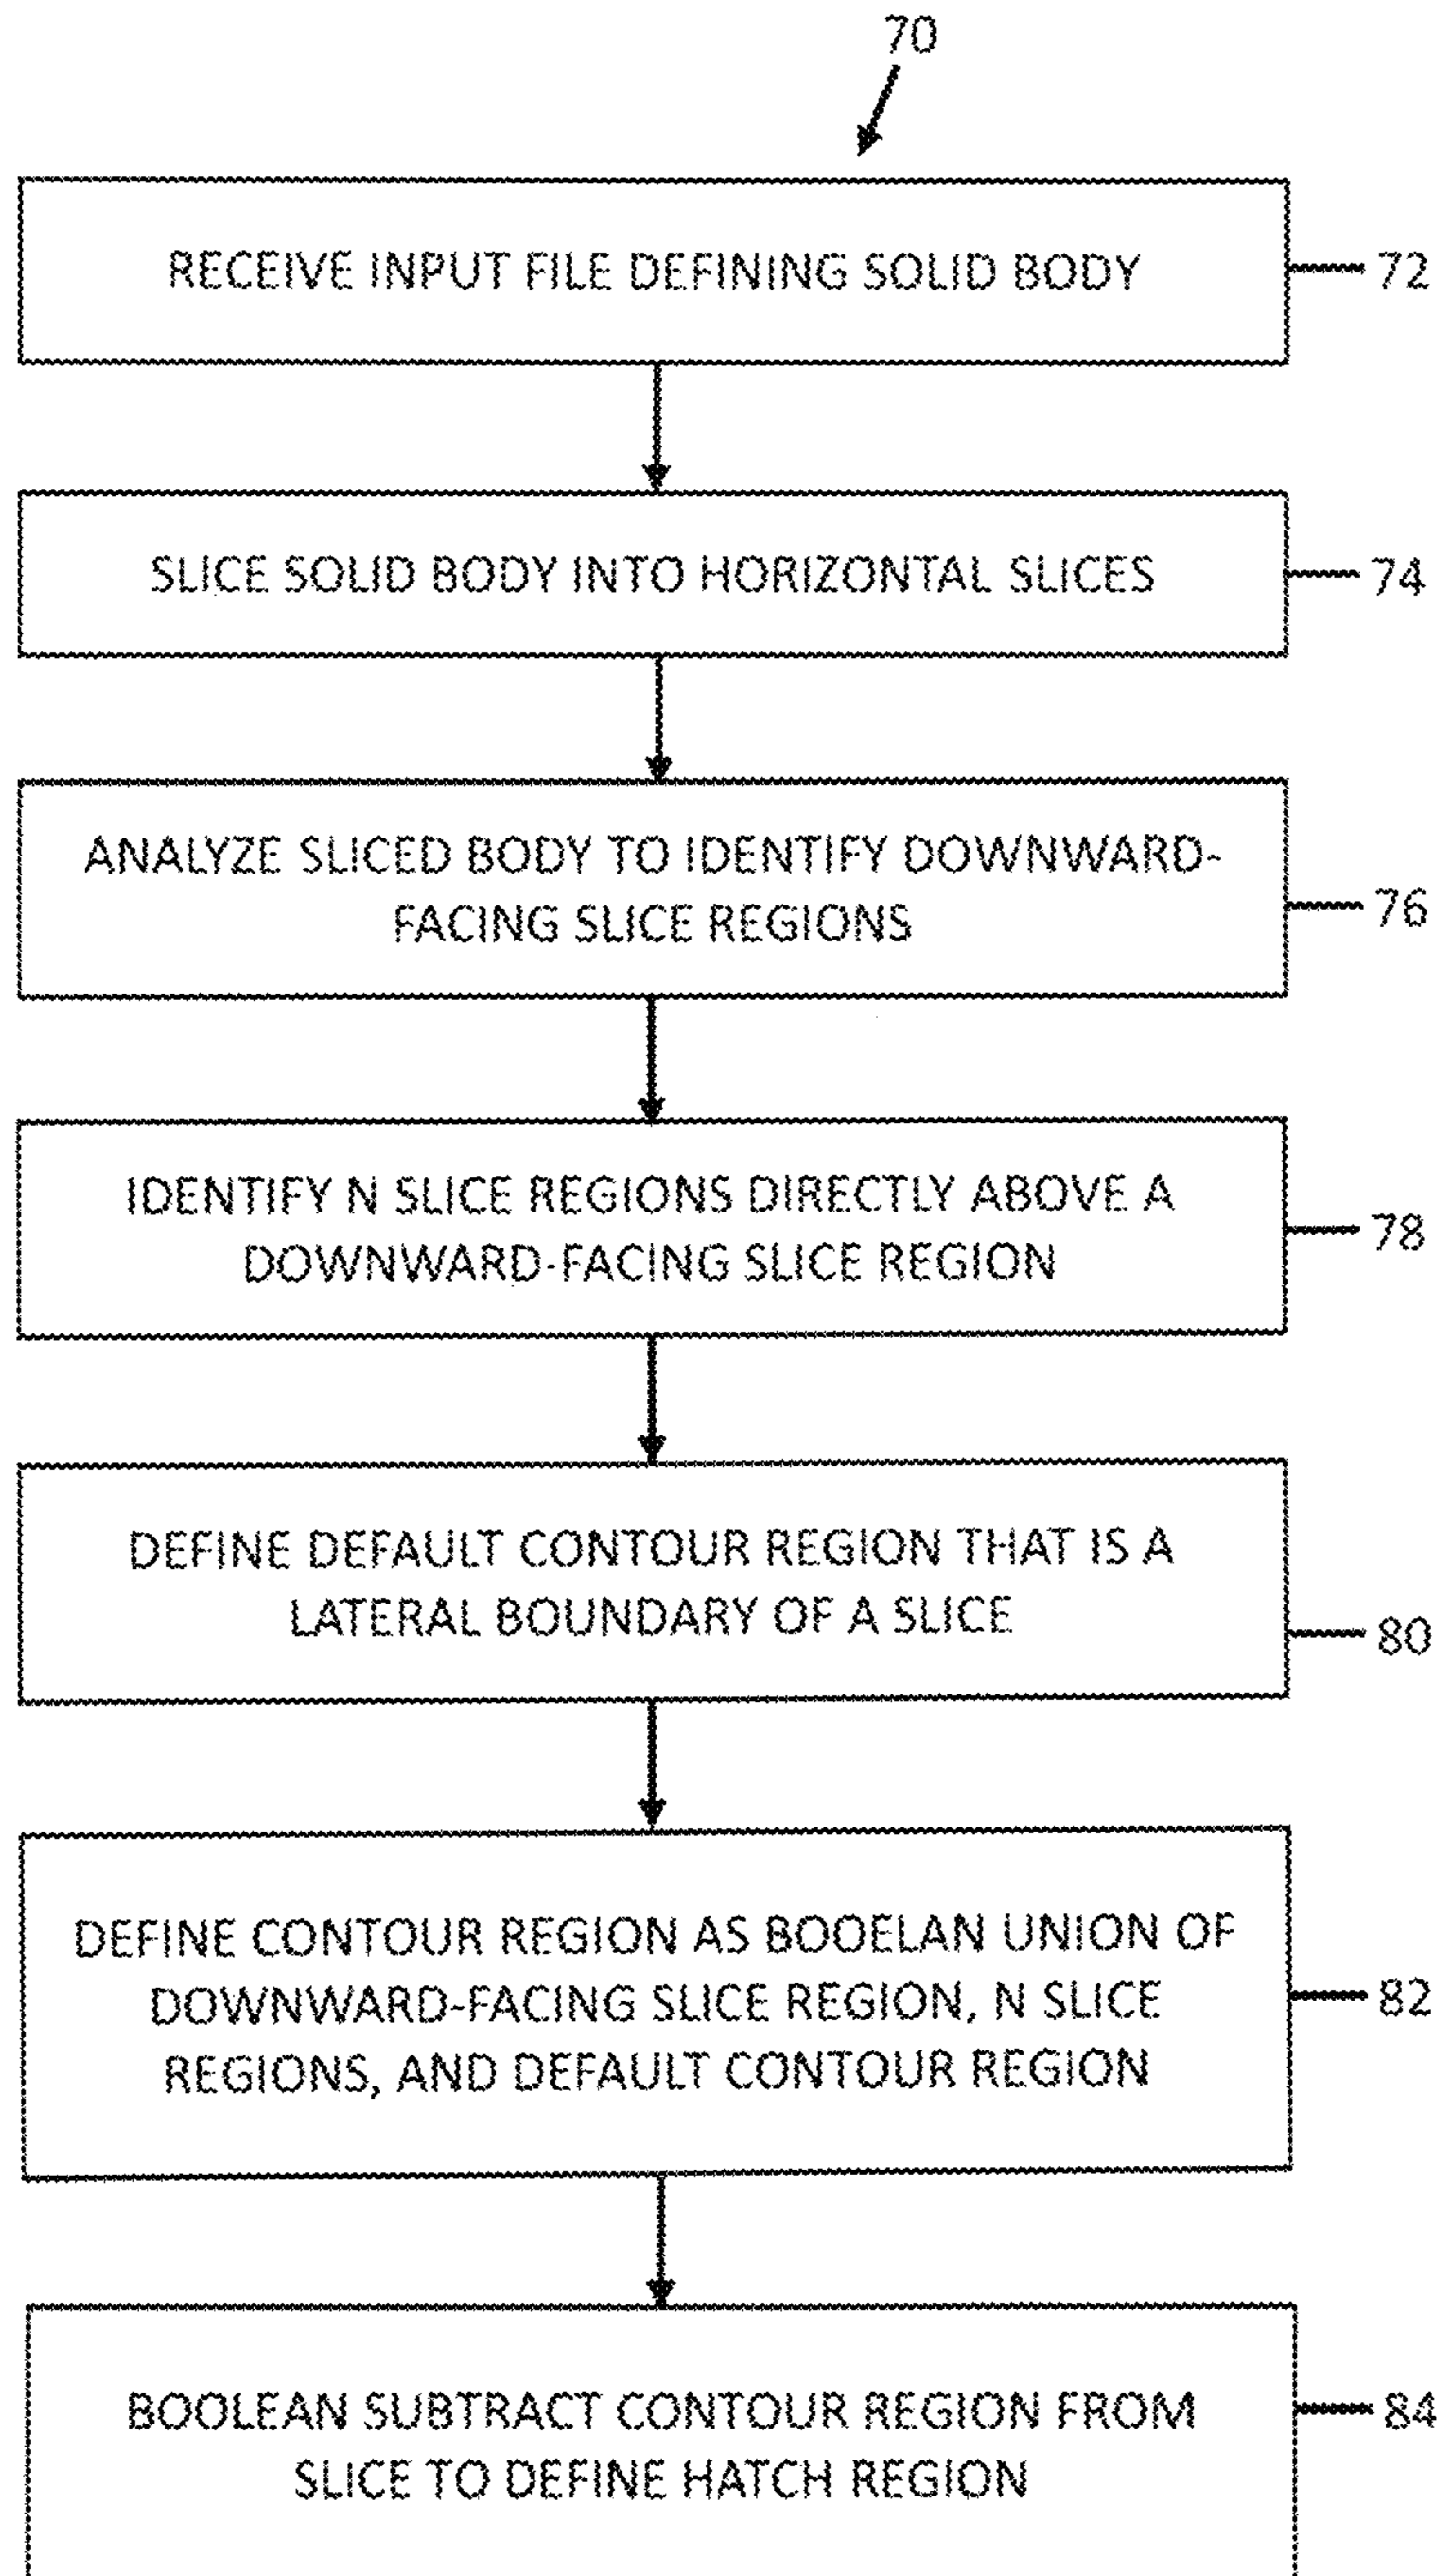 70
RECEIVE INPUT FILE DEFINING SOLID BODY
72
SLICE SOLID BODY INTO HORIZONTAL SLICES
74
ANALYZE SLICED BODY TO IDENTIFY DOWNWARD-
FACING SLICE REGIONS
76
IDENTIFY N SLICE REGIONS DIRECTLY ABOVE A
DOWNWARD-FACING SLICE REGION
78
DEFINE DEFAULT CONTOUR REGION THAT IS A
LATERAL BOUNDARY OF A SLICE
80
DEFINE CONTOUR REGION AS BOOELAN UNION OF
DOWNWARD-FACING SLICE REGION, N SLICE
REGIONS, AND DEFAULT CONTOUR REGION
82
BOOLEAN SUBTRACT CONTOUR REGION FROM
SLICE TO DEFINE HATCH REGION
84